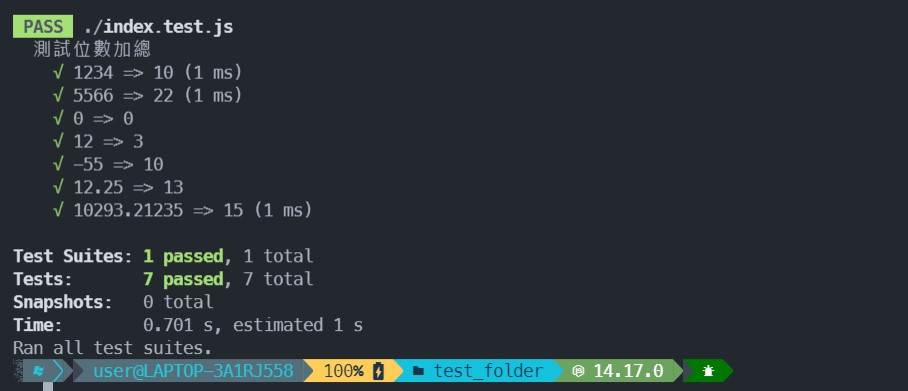 PASS ./index.test.js
測試位數加總
√ 1234 => 10 (1 ms)
√ 5566 => 22 (1 ms)
√ 0 => 0
√ 12 => 3
√ -55 => 10
√ 12.25 => 13
√ 10293.21235 => 15 (1 ms)
Test Suites: 1 passed, 1 total
Tests: 7 passed, 7 total
Snapshots: 0 total
Time: 0.701 s, estimated 1 s
Ran all test suites.
user@LAPTOP-3A1RJ558 100% test_folder 14.17.0